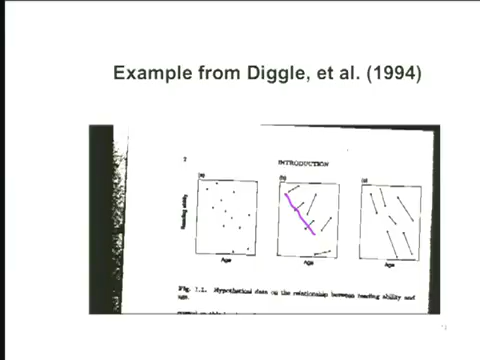 Example from Diggle, et al. (1994)
2 INTRODUCTION
(a) (b) (c)
Reading ability
Age Age Age
Fig. 1.1. Hypothetical data on the relationship between reading ability and
age.